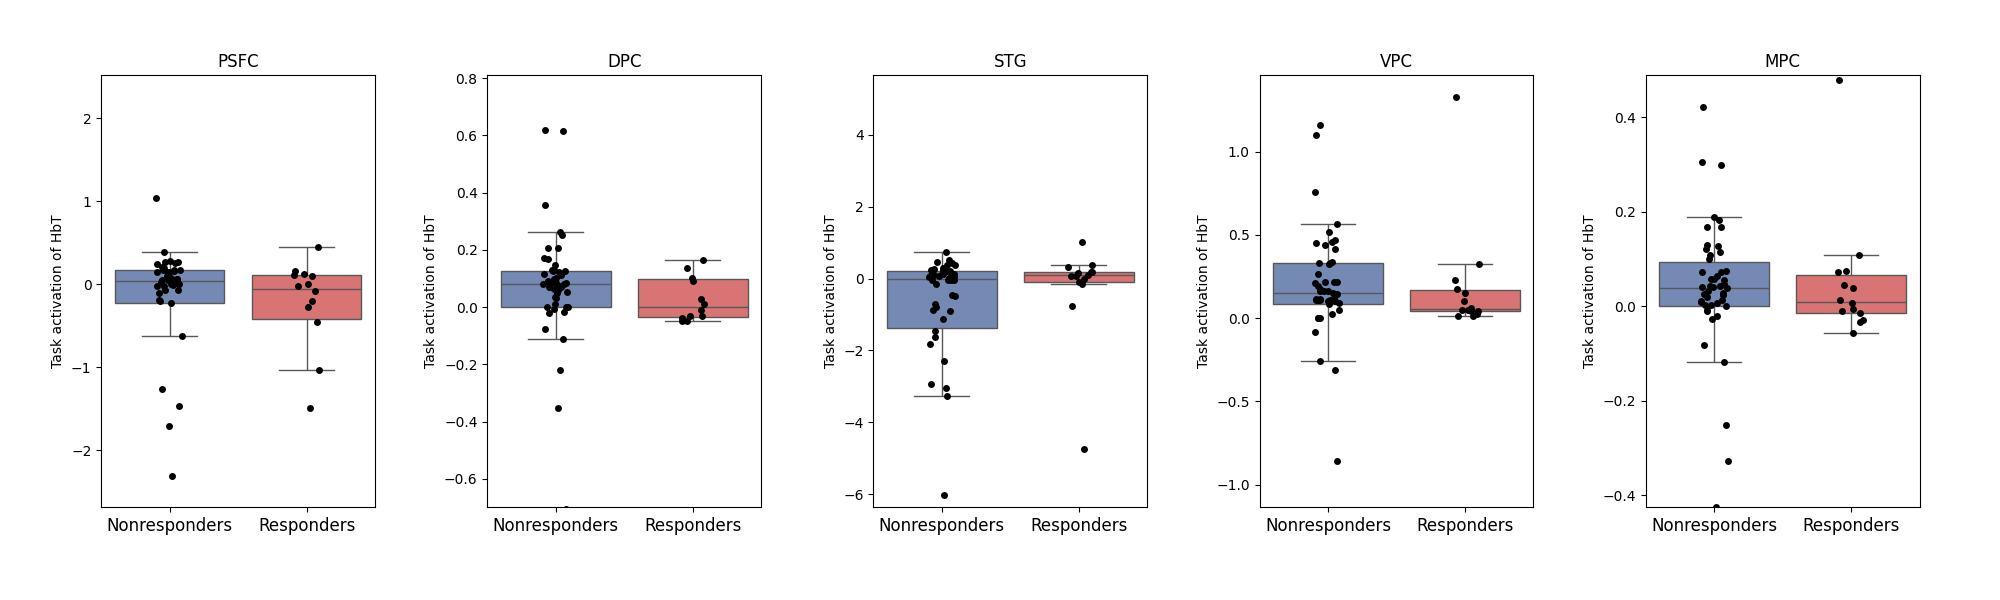 PSFC
DPC
STG
VPC
MPC
Task activation of HbT
2
1
0
−1
−2
Nonresponders
Responders
Task activation of HbT
0.8
0.6
0.4
0.2
0.0
−0.2
−0.4
−0.6
Nonresponders
Responders
Task activation of HbT
4
2
0
−2
−4
−6
Nonresponders
Responders
Task activation of HbT
1.0
0.5
0.0
−0.5
−1.0
Nonresponders
Responders
Task activation of HbT
0.4
0.2
0.0
−0.2
−0.4
Nonresponders
Responders